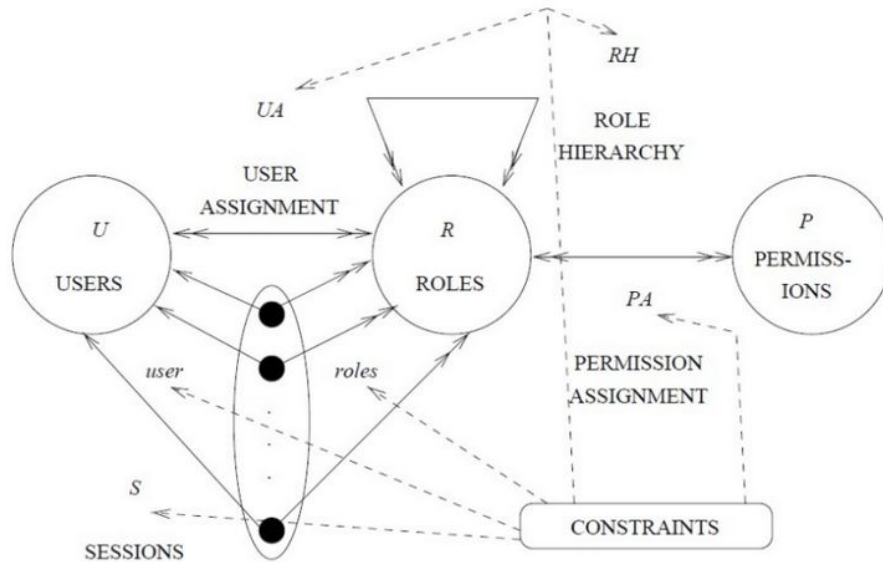 RH
UA
ROLE
HIERARCHY
USER
ASSIGNMENT
U
USERS
R
ROLES
P
PERMISS-
IONS
PA
user
roles
PERMISSION
ASSIGNMENT
S
SESSIONS
CONSTRAINTS